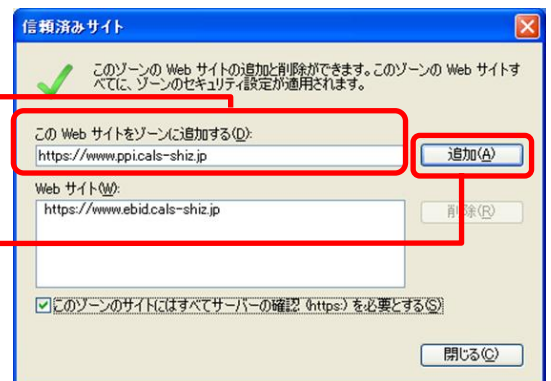 信頼済みサイト
このゾーンの Web サイトの追加と削除ができます。このゾーンの Web サイトす
べてに、ゾーンのセキュリティ設定が適用されます。
この Web サイトをゾーンに追加する(D):
https://www.ppi.cals-shiz.jp
追加(A)
Web サイト(W):
https://www.ebid.cals-shiz.jp
削除(R)
このゾーンのサイトにはすべてサーバーの確認 (https:) を必要とする(S)
閉じる(C)